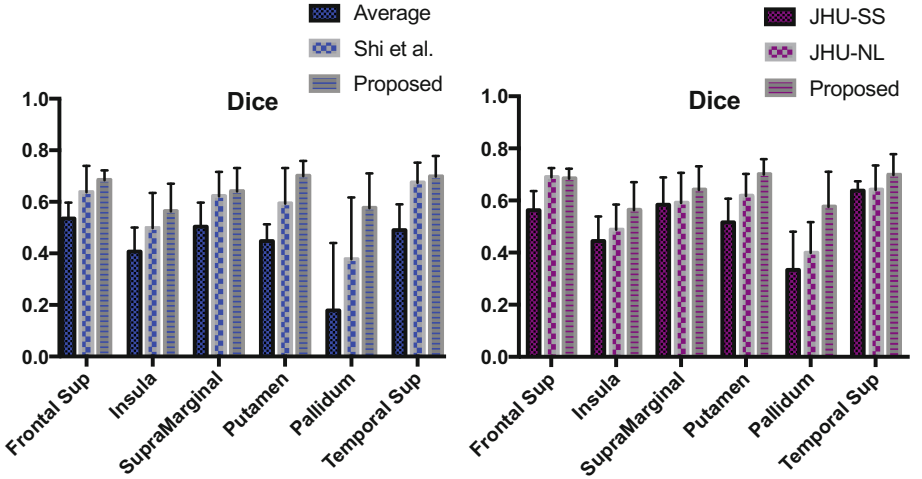 Average
Shi et al.
Proposed
Dice
1.0
0.8
0.6
0.4
0.2
0.0
Frontal Sup
Insula
SupraMarginal
Putamen
Pallidum
Temporal Sup
JHU-SS
JHU-NL
Proposed
Dice
1.0
0.8
0.6
0.4
0.2
0.0
Frontal Sup
Insula
SupraMarginal
Putamen
Pallidum
Temporal Sup